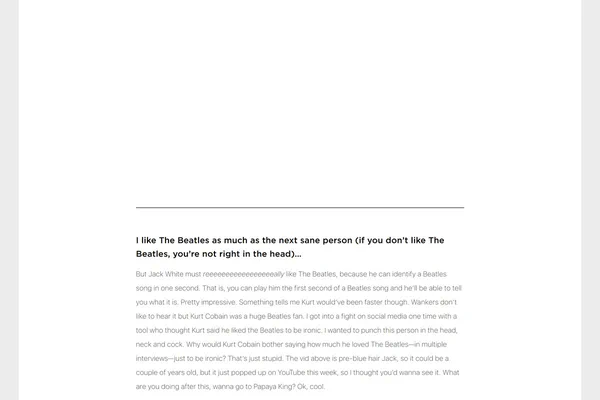 I like The Beatles as much as the next sane person (if you don't like The
Beatles, you're not right in the head)...
But Jack White must reeeeeeeeeeeeeeeeeally like The Beatles, because he can identify a Beatles
song in one second. That is, you can play him the first second of a Beatles song and he'll be able to tell
you what it is. Pretty impressive. Something tells me Kurt would've been faster though. Wankers don't
like to hear it but Kurt Cobain was a huge Beatles fan. I got into a fight on social media one time with a
tool who thought Kurt said he liked the Beatles to be ironic. I wanted to punch this person in the head,
neck and cock. Why would Kurt Cobain bother saying how much he loved The Beatles—in multiple
interviews—just to be ironic? That's just stupid. The vid above is pre-blue hair Jack, so it could be a
couple of years old, but it just popped up on YouTube this week, so I thought you'd wanna see it. What
are you doing after this, wanna go to Papaya King? Ok, cool.